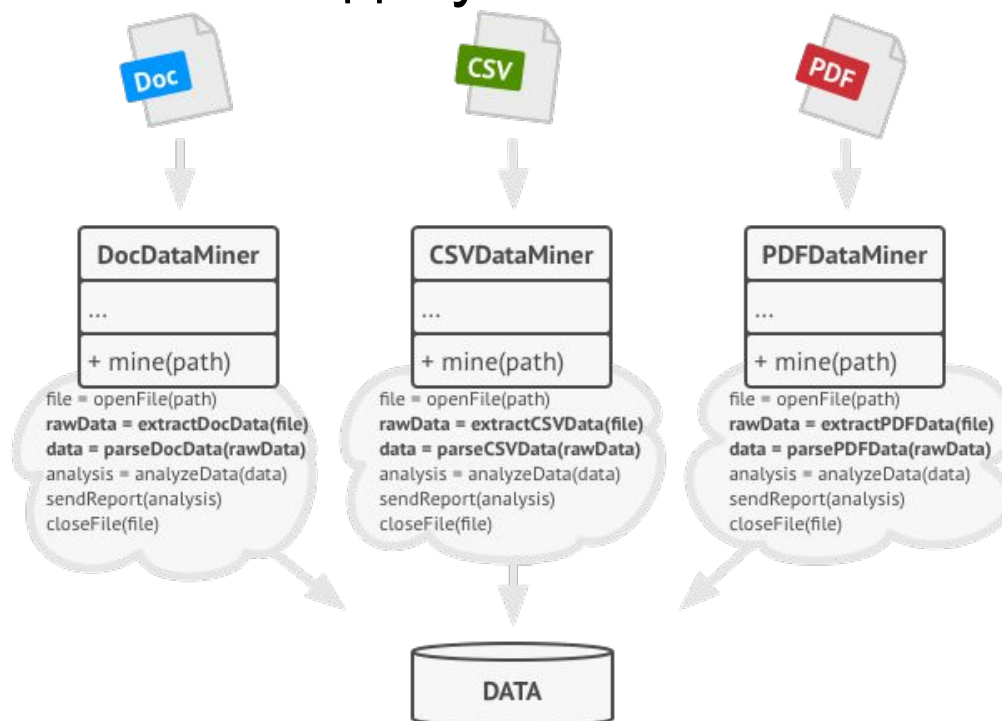 Doc
CSV
PDF
DocDataMiner
...
+ mine(path)
file = openFile(path)
rawData = extractDocData(file)
data = parseDocData(rawData)
analysis = analyzeData(data)
sendReport(analysis)
closeFile(file)
CSVDataMiner
...
+ mine(path)
file = openFile(path)
rawData = extractCSVData(file)
data = parseCSVData(rawData)
analysis = analyzeData(data)
sendReport(analysis)
closeFile(file)
PDFDataMiner
...
+ mine(path)
file = openFile(path)
rawData = extractPDFData(file)
data = parsePDFData(rawData)
analysis = analyzeData(data)
sendReport(analysis)
closeFile(file)
DATA